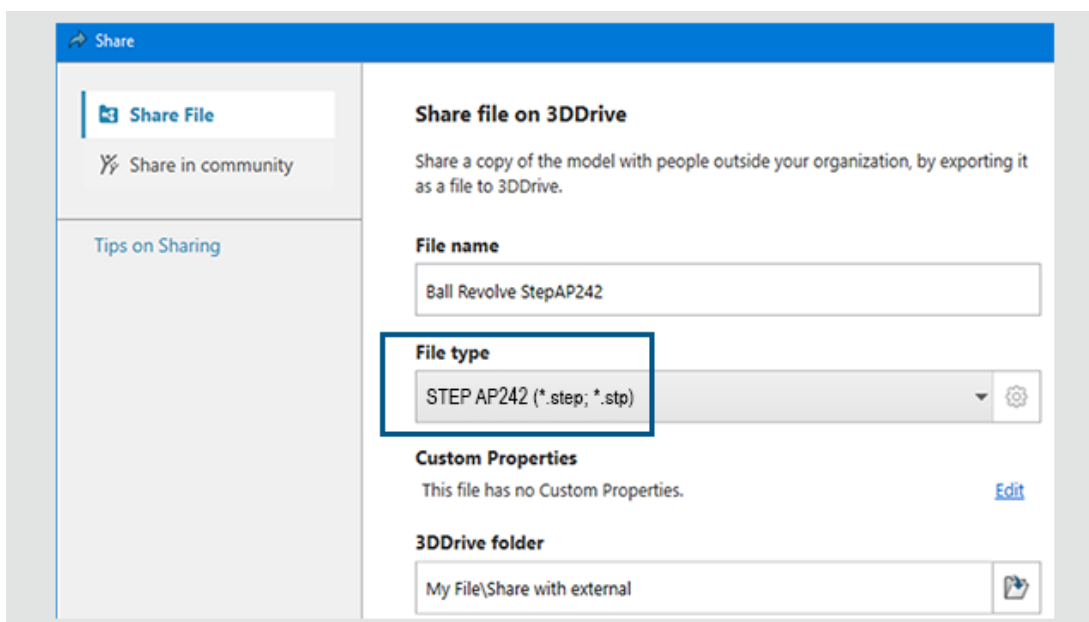 Share
Share File
Share in community
Tips on Sharing
Share file on 3DDrive
Share a copy of the model with people outside your organization, by exporting it
as a file to 3DDrive.
File name
Ball Revolve StepAP242
File type
STEP AP242 (*.step; *.stp)
Custom Properties
This file has no Custom Properties.
Edit
3DDrive folder
My File\Share with external